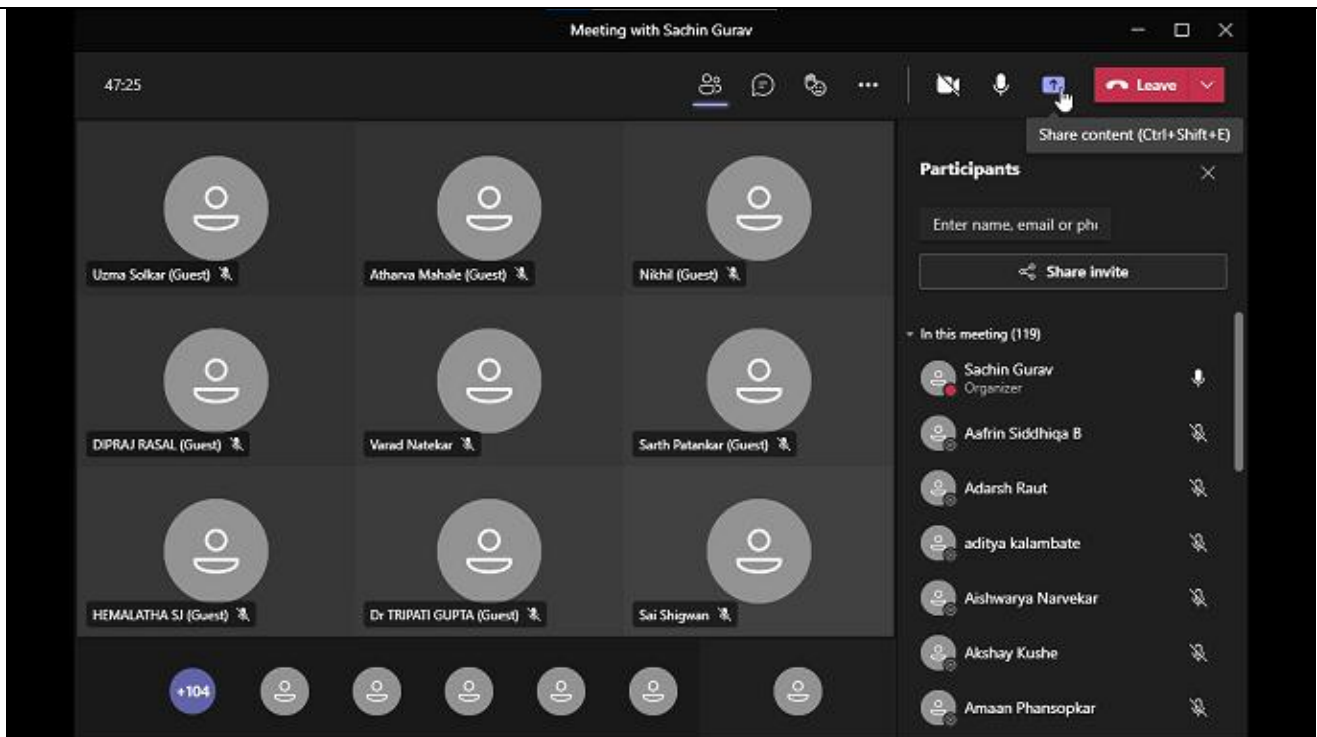 Meeting with Sachin Gurav
47:25
Leave
Share content (Ctrl+Shift+E)
Participants
Enter name, email or pho
Share invite
In this meeting (119)
Sachin Gurav
Organizer
Aafrin Siddhiqa B
Adarsh Raut
aditya kalambate
Aishwarya Narvekar
Akshay Kushe
Amaan Phansopkar
Uzma Solkar (Guest)
Atharva Mahale (Guest)
Nikhil (Guest)
DIPRAJ RASAL (Guest)
Varad Natekar
Sarth Patankar (Guest)
HEMALATHA SJ (Guest)
Dr TRIPATI GUPTA (Guest)
Sai Shigwan
+104